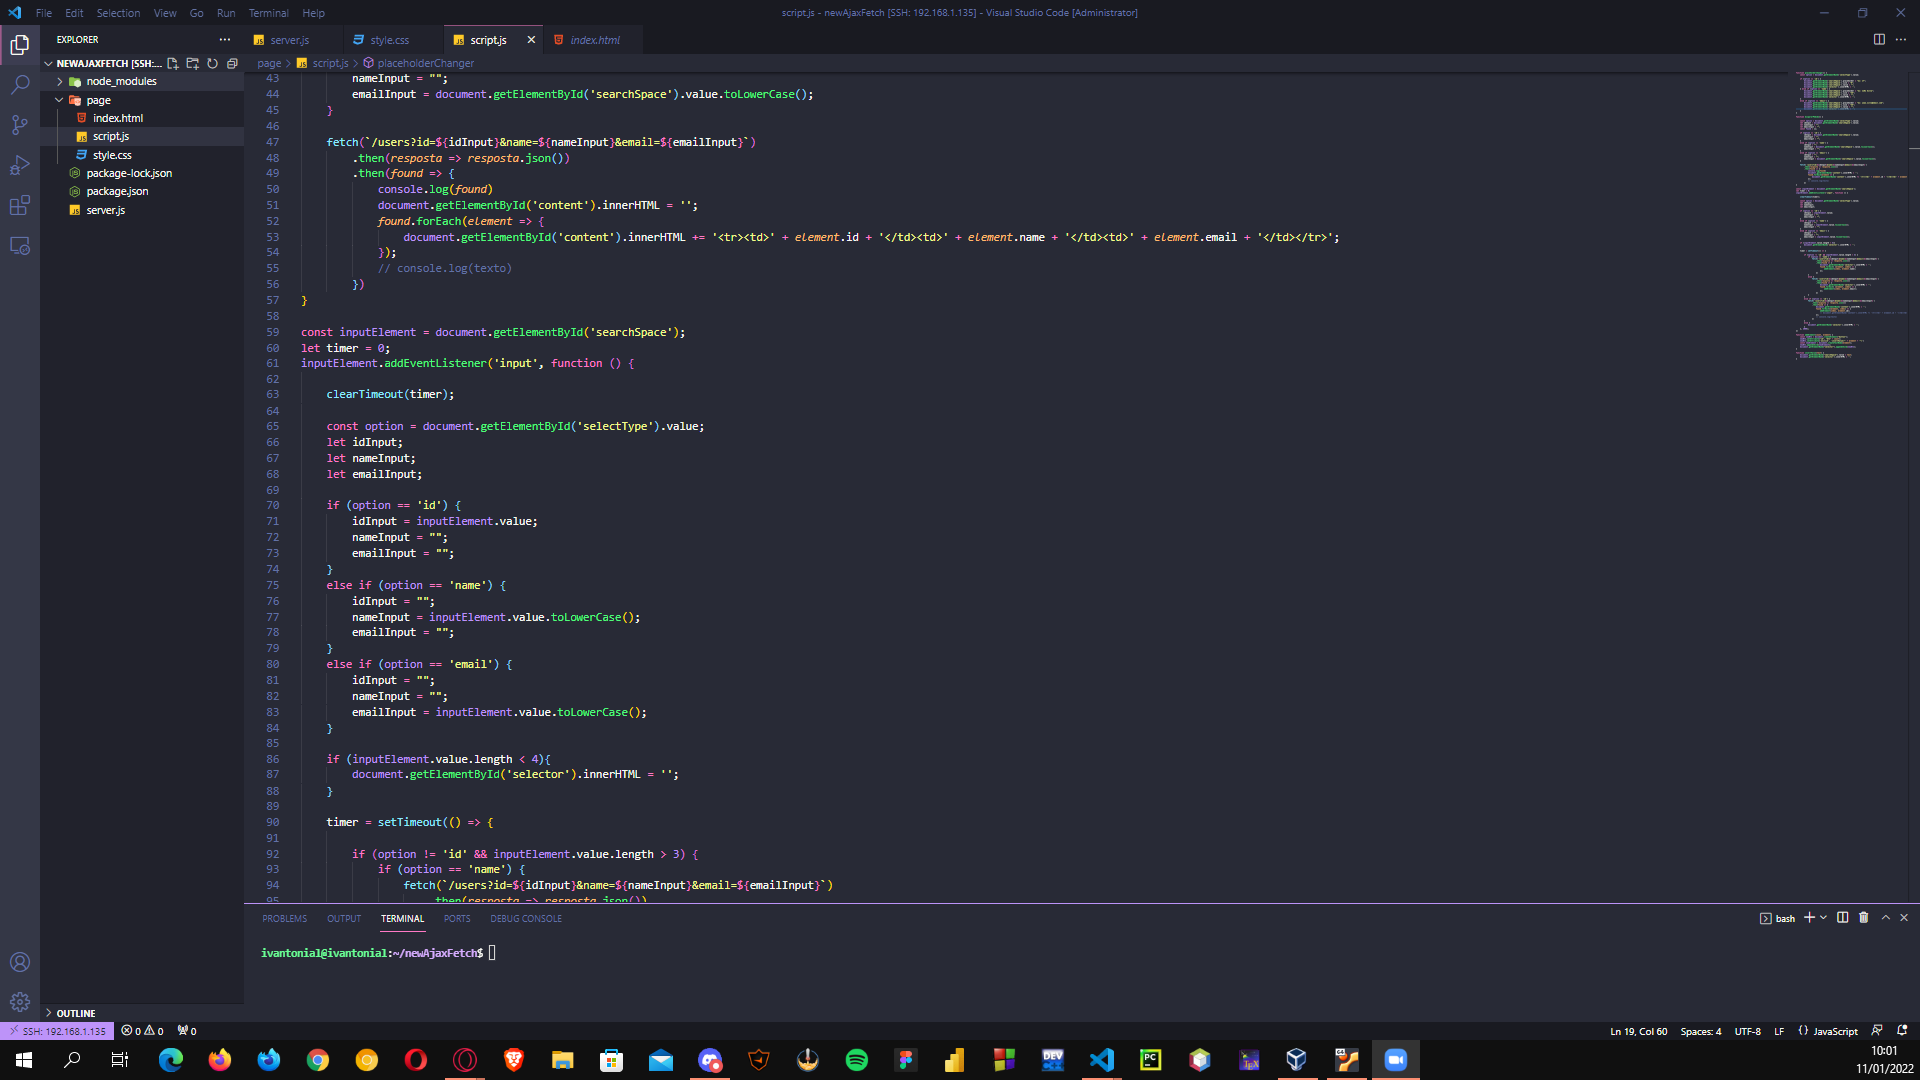 File Edit Selection View Go Run Terminal Help
script.js - newAjaxFetch [SSH: 192.168.1.135] - Visual Studio Code [Administrator]
EXPLORER
server.js
style.css
script.js
index.html
NEWAJAXFETCH [SSH:...
page > script.js > placeholderChanger
node_modules
page
index.html
script.js
style.css
package-lock.json
package.json
server.js
43 nameInput = "";
44 emailInput = document.getElementById('searchSpace').value.toLowerCase();
45 }
46
47 fetch(`/users?id=${idInput}&name=${nameInput}&email=${emailInput}`)
48 .then(resposta => resposta.json())
49 .then(found => {
50 console.log(found)
51 document.getElementById('content').innerHTML = '';
52 found.forEach(element => {
53 document.getElementById('content').innerHTML += '<tr><td>' + element.id + '</td><td>' + element.name + '</td><td>' + element.email + '</td></tr>';
54 });
55 // console.log(texto)
56 })
57 }
58
59 const inputElement = document.getElementById('searchSpace');
60 let timer = 0;
61 inputElement.addEventListener('input', function () {
62
63 clearTimeout(timer);
64
65 const option = document.getElementById('selectType').value;
66 let idInput;
67 let nameInput;
68 let emailInput;
69
70 if (option == 'id') {
71 idInput = inputElement.value;
72 nameInput = "";
73 emailInput = "";
74 }
75 else if (option == 'name') {
76 idInput = "";
77 nameInput = inputElement.value.toLowerCase();
78 emailInput = "";
79 }
80 else if (option == 'email') {
81 idInput = "";
82 nameInput = "";
83 emailInput = inputElement.value.toLowerCase();
84 }
85
86 if (inputElement.value.length < 4){
87 document.getElementById('selector').innerHTML = '';
88 }
89
90 timer = setTimeout(() => {
91
92 if (option != 'id' && inputElement.value.length > 3) {
93 if (option == 'name') {
94 fetch(`/users?id=${idInput}&name=${nameInput}&email=${emailInput}`)
95 .then(resposta => resposta.json())
PROBLEMS OUTPUT TERMINAL PORTS DEBUG CONSOLE
bash
ivantonial@ivantonial:~/newAjaxFetch$
OUTLINE
SSH: 192.168.1.135
0 0 0
Ln 19, Col 60 Spaces: 4 UTF-8 LF {} JavaScript
10:01
11/01/2022